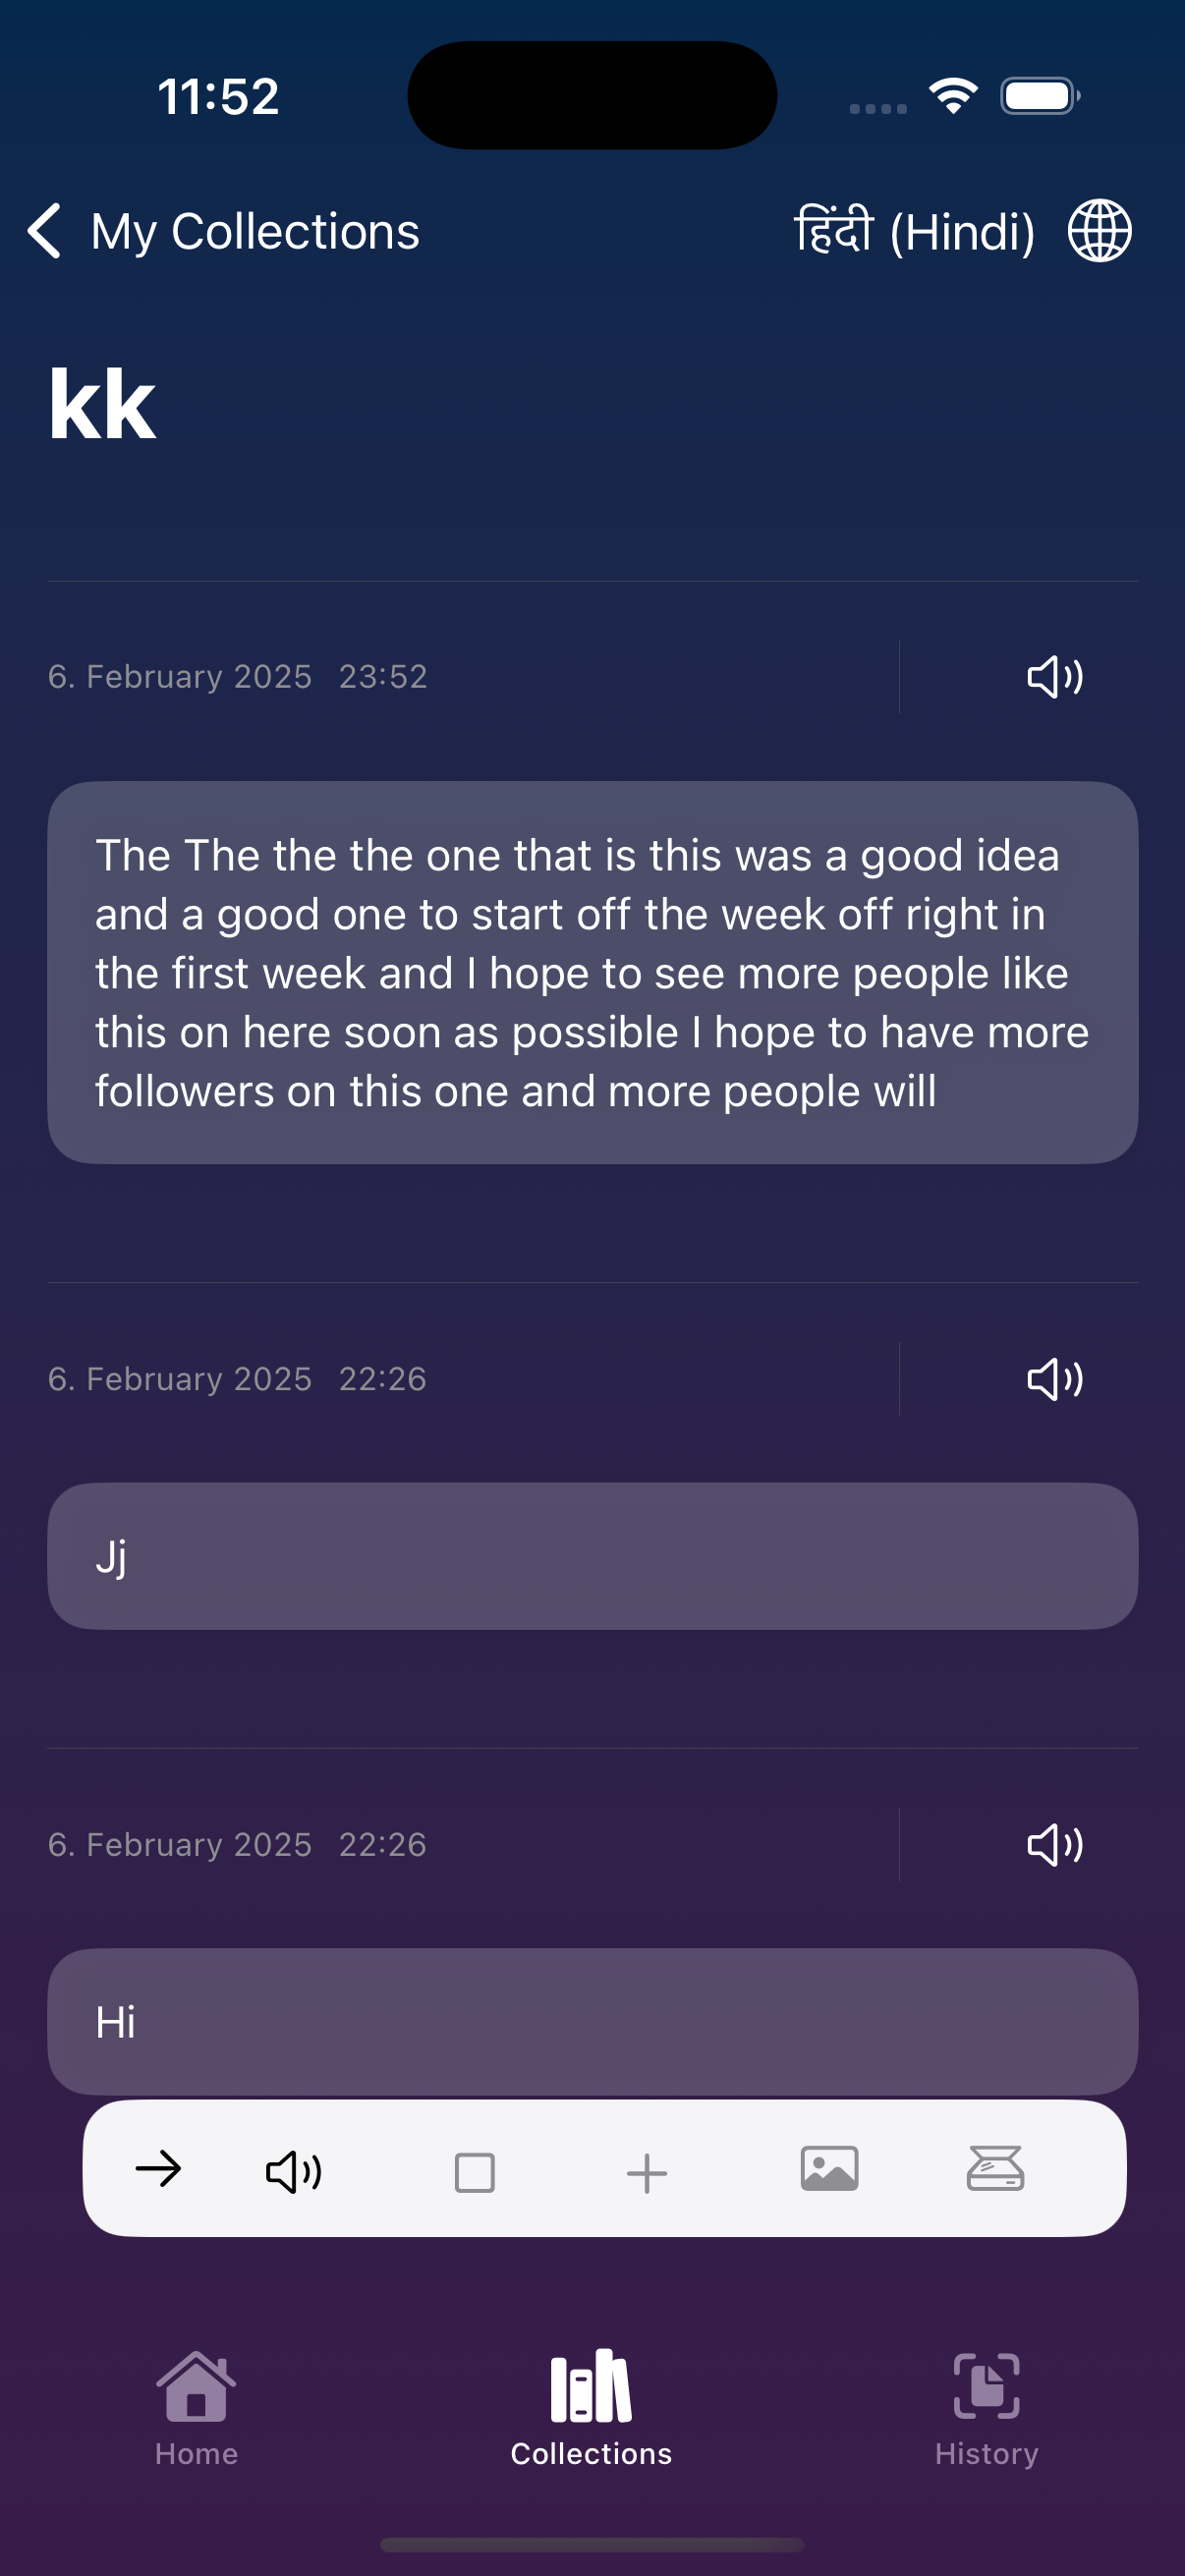 11:52
My Collections
हिंदी (Hindi)
kk
6. February 2025 23:52
The The the the one that is this was a good idea
and a good one to start off the week off right in
the first week and I hope to see more people like
this on here soon as possible I hope to have more
followers on this one and more people will
6. February 2025 22:26
Jj
6. February 2025 22:26
Hi
Home
Collections
History